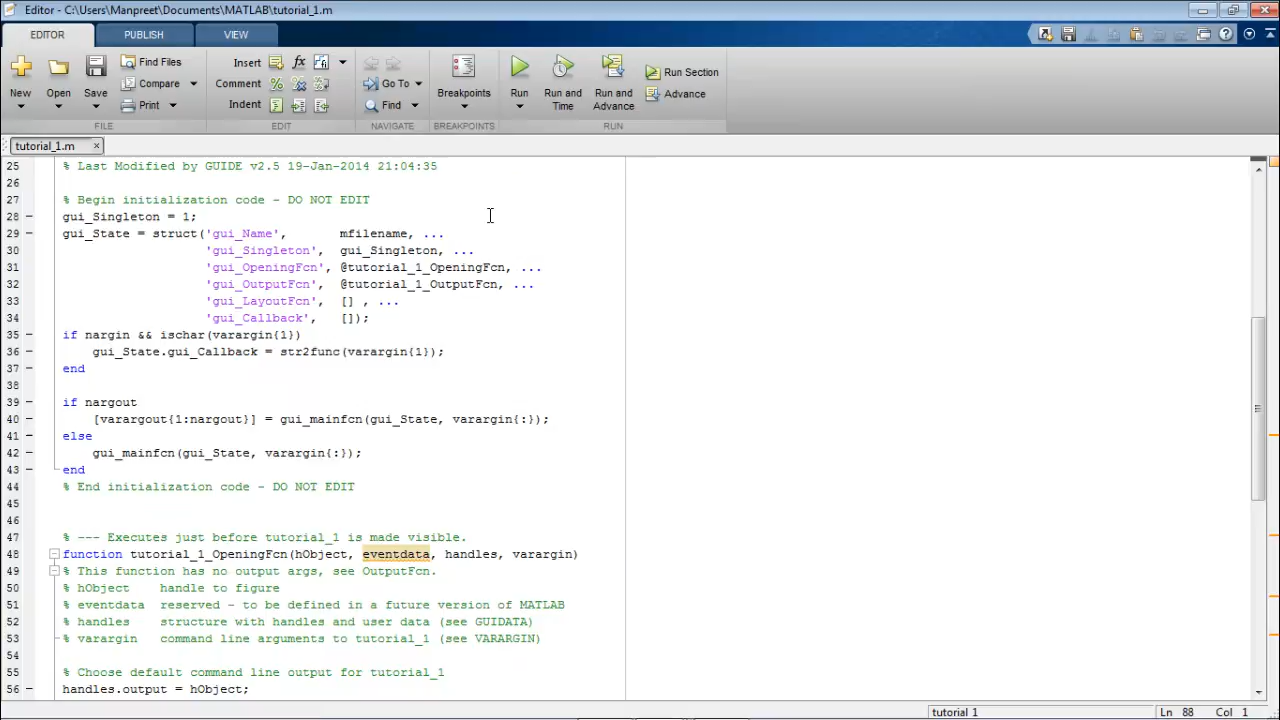 Editor - C:\Users\Manpreet\Documents\MATLAB\tutorial_1.m
EDITOR PUBLISH VIEW
New Open Save Find Files Compare Print
Insert Comment Indent
Go To Find
Breakpoints
Run Run and Time Run and Advance Run Section Advance
FILE EDIT NAVIGATE BREAKPOINTS RUN
tutorial_1.m
25 % Last Modified by GUIDE v2.5 19-Jan-2014 21:04:35
26
27 % Begin initialization code - DO NOT EDIT
28 gui_Singleton = 1;
29 gui_State = struct('gui_Name', mfilename, ...
30 'gui_Singleton', gui_Singleton, ...
31 'gui_OpeningFcn', @tutorial_1_OpeningFcn, ...
32 'gui_OutputFcn', @tutorial_1_OutputFcn, ...
33 'gui_LayoutFcn', [] , ...
34 'gui_Callback', []);
35 if nargin && ischar(varargin{1})
36 gui_State.gui_Callback = str2func(varargin{1});
37 end
38
39 if nargout
40 [varargout{1:nargout}] = gui_mainfcn(gui_State, varargin{:});
41 else
42 gui_mainfcn(gui_State, varargin{:});
43 end
44 % End initialization code - DO NOT EDIT
45
46
47 % --- Executes just before tutorial_1 is made visible.
48 function tutorial_1_OpeningFcn(hObject, eventdata, handles, varargin)
49 % This function has no output args, see OutputFcn.
50 % hObject handle to figure
51 % eventdata reserved - to be defined in a future version of MATLAB
52 % handles structure with handles and user data (see GUIDATA)
53 % varargin command line arguments to tutorial_1 (see VARARGIN)
54
55 % Choose default command line output for tutorial_1
56 handles.output = hObject;
tutorial 1 Ln 88 Col 1